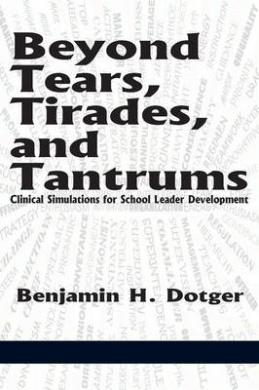 Beyond
Tears,
Tirades,
and
Tantrums
Clinical Simulations for School Leader Development
Benjamin H. Dotger